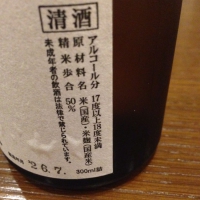 清酒
アルコール分 17度以上18度未満
原材料名 米(国産)・米麹(国産米)
精米歩合 50%
未成年者の飲酒は法律で禁じられています。
300ml詰
26.7.